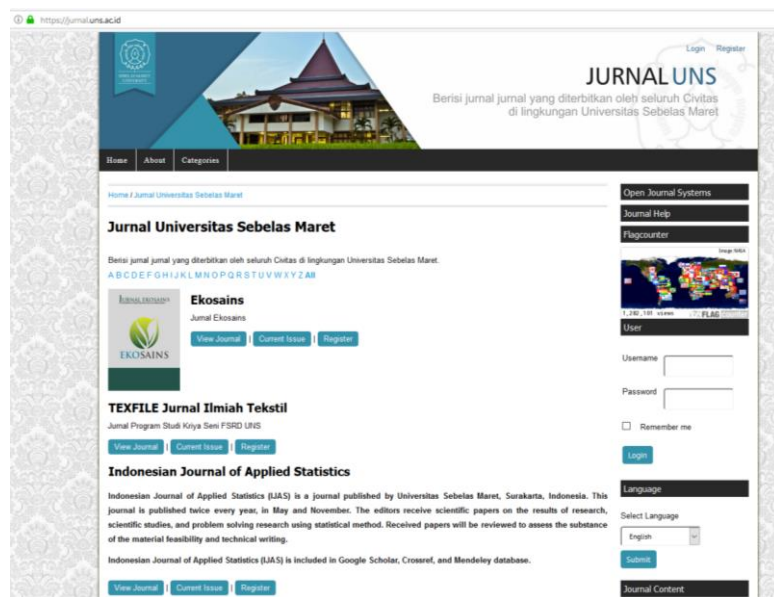 https://jurnal.uns.ac.id
Login Register
JURNAL UNS
Berisi jurnal jurnal yang diterbitkan oleh seluruh Civitas
di lingkungan Universitas Sebelas Maret
Home About Categories
Home / Jurnal Universitas Sebelas Maret
Jurnal Universitas Sebelas Maret
Berisi jurnal jurnal yang diterbitkan oleh seluruh Civitas di lingkungan Universitas Sebelas Maret.
A B C D E F G H I J K L M N O P Q R S T U V W X Y Z All
JURNAL EKOSAINS
EKOSAINS
Ekosains
Jurnal Ekosains
View Journal | Current Issue | Register
TEXFILE Jurnal Ilmiah Tekstil
Jurnal Program Studi Kriya Seni FSRD UNS
View Journal | Current Issue | Register
Indonesian Journal of Applied Statistics
Indonesian Journal of Applied Statistics (IJAS) is a journal published by Universitas Sebelas Maret, Surakarta, Indonesia. This
journal is published twice every year, in May and November. The editors receive scientific papers on the results of research,
scientific studies, and problem solving research using statistical method. Received papers will be reviewed to assess the substance
of the material feasibility and technical writing.
Indonesian Journal of Applied Statistics (IJAS) is included in Google Scholar, Crossref, and Mendeley database.
View Journal | Current Issue | Register
Open Journal Systems
Journal Help
Flagcounter
Image NASA
1,282,101 views
FLAG
User
Username
Password
Remember me
Login
Language
Select Language
English
Submit
Journal Content